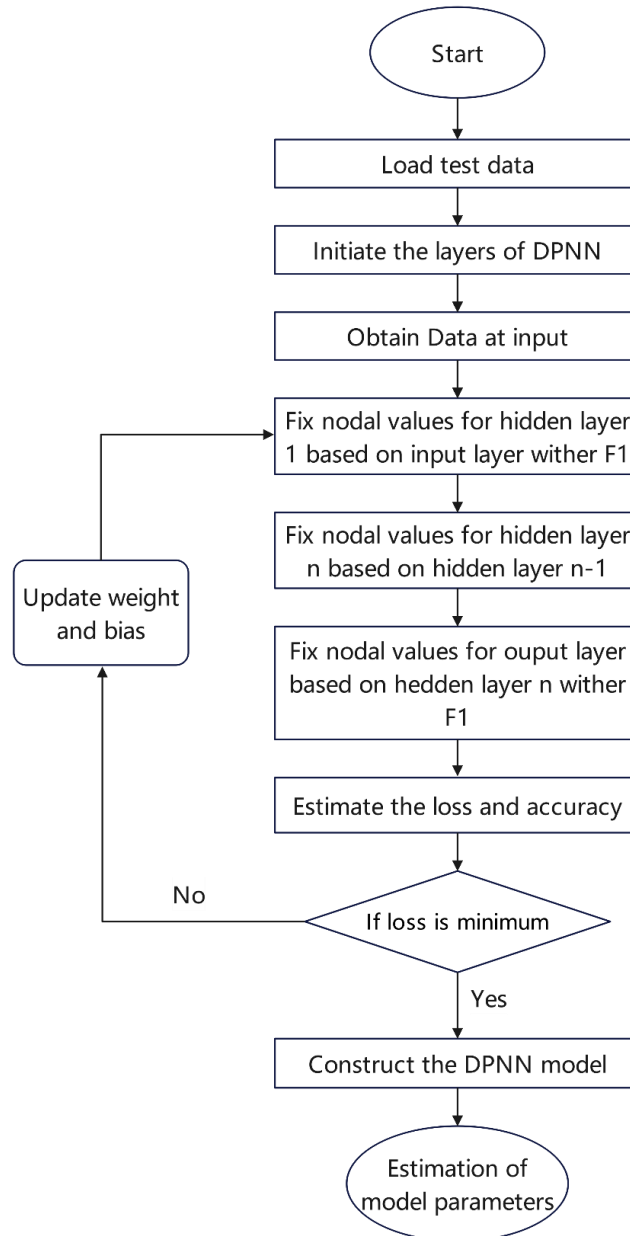 Start
Load test data
Initiate the layers of DPNN
Obtain Data at input
Fix nodal values for hidden layer
1 based on input layer wither F1
Fix nodal values for hidden layer
n based on hidden layer n-1
Update weight
and bias
Fix nodal values for ouput layer
based on hedden layer n wither
F1
Estimate the loss and accuracy
No
If loss is minimum
Yes
Construct the DPNN model
Estimation of
model parameters